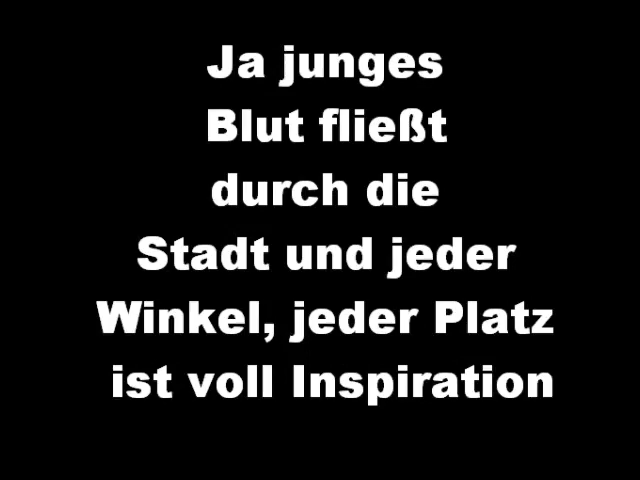 Ja junges
Blut fließt
durch die
Stadt und jeder
Winkel, jeder Platz
ist voll Inspiration